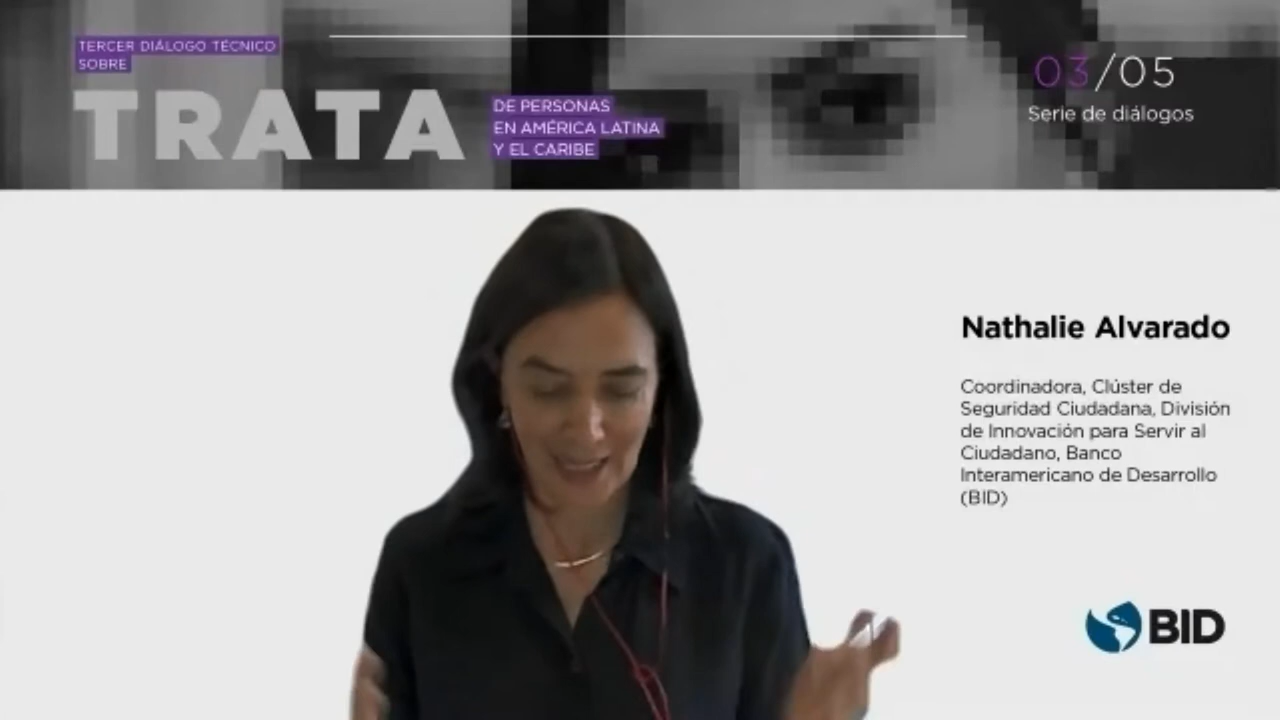 TERCER DIÁLOGO TÉCNICO
SOBRE
TRATA
DE PERSONAS
EN AMÉRICA LATINA
Y EL CARIBE
03/05
Serie de diálogos
Nathalie Alvarado
Coordinadora, Clúster de
Seguridad Ciudadana, División
de Innovación para Servir al
Ciudadano, Banco
Interamericano de Desarrollo
(BID)
BID